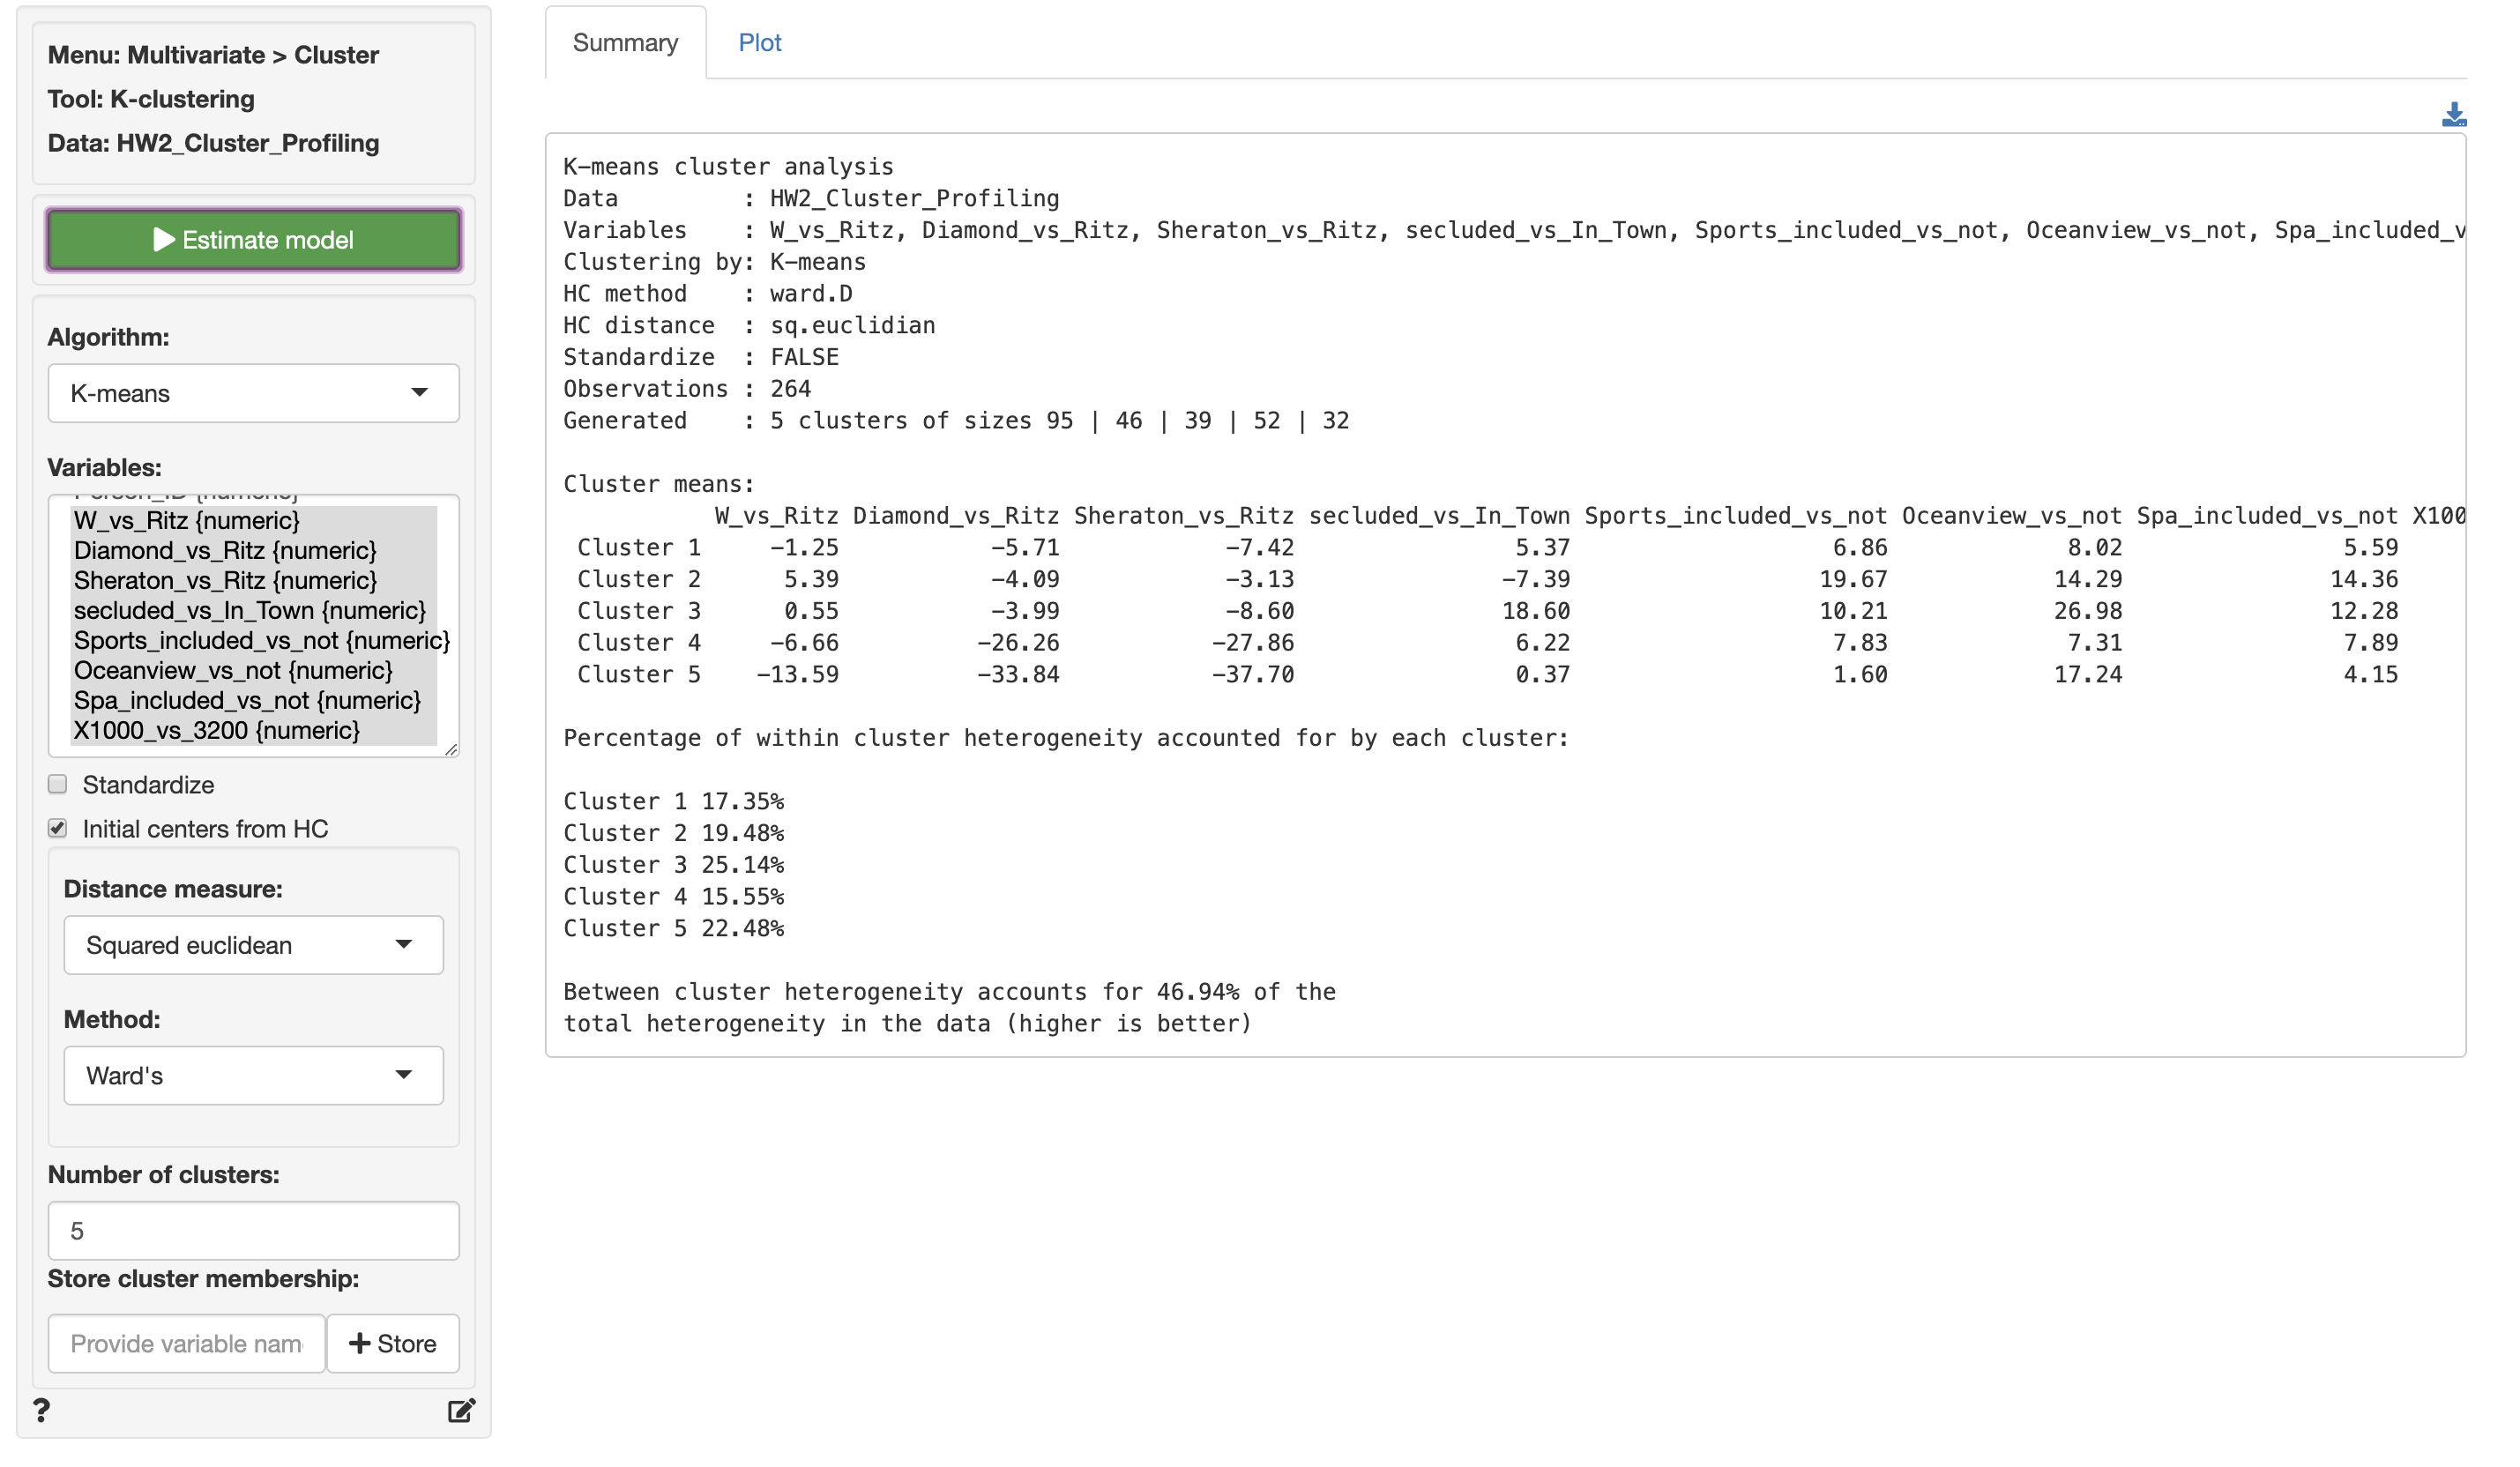 Menu: Multivariate > Cluster
Tool: K-clustering
Data: HW2_Cluster_Profiling
Estimate model
Algorithm:
K-means
Variables:
Person_ID {numeric}
W_vs_Ritz {numeric}
Diamond_vs_Ritz {numeric}
Sheraton_vs_Ritz {numeric}
secluded_vs_In_Town {numeric}
Sports_included_vs_not {numeric}
Oceanview_vs_not {numeric}
Spa_included_vs_not {numeric}
X1000_vs_3200 {numeric}
Standardize
Initial centers from HC
Distance measure:
Squared euclidean
Method:
Ward's
Number of clusters:
5
Store cluster membership:
Provide variable nam
+ Store
?
Summary Plot
K-means cluster analysis
Data : HW2_Cluster_Profiling
Variables : W_vs_Ritz, Diamond_vs_Ritz, Sheraton_vs_Ritz, secluded_vs_In_Town, Sports_included_vs_not, Oceanview_vs_not, Spa_included_v
Clustering by: K-means
HC method : ward.D
HC distance : sq.euclidian
Standardize : FALSE
Observations : 264
Generated : 5 clusters of sizes 95 | 46 | 39 | 52 | 32
Cluster means:
W_vs_Ritz Diamond_vs_Ritz Sheraton_vs_Ritz secluded_vs_In_Town Sports_included_vs_not Oceanview_vs_not Spa_included_vs_not X100
Cluster 1 -1.25 -5.71 -7.42 5.37 6.86 8.02 5.59
Cluster 2 5.39 -4.09 -3.13 -7.39 19.67 14.29 14.36
Cluster 3 0.55 -3.99 -8.60 18.60 10.21 26.98 12.28
Cluster 4 -6.66 -26.26 -27.86 6.22 7.83 7.31 7.89
Cluster 5 -13.59 -33.84 -37.70 0.37 1.60 17.24 4.15
Percentage of within cluster heterogeneity accounted for by each cluster:
Cluster 1 17.35%
Cluster 2 19.48%
Cluster 3 25.14%
Cluster 4 15.55%
Cluster 5 22.48%
Between cluster heterogeneity accounts for 46.94% of the
total heterogeneity in the data (higher is better)